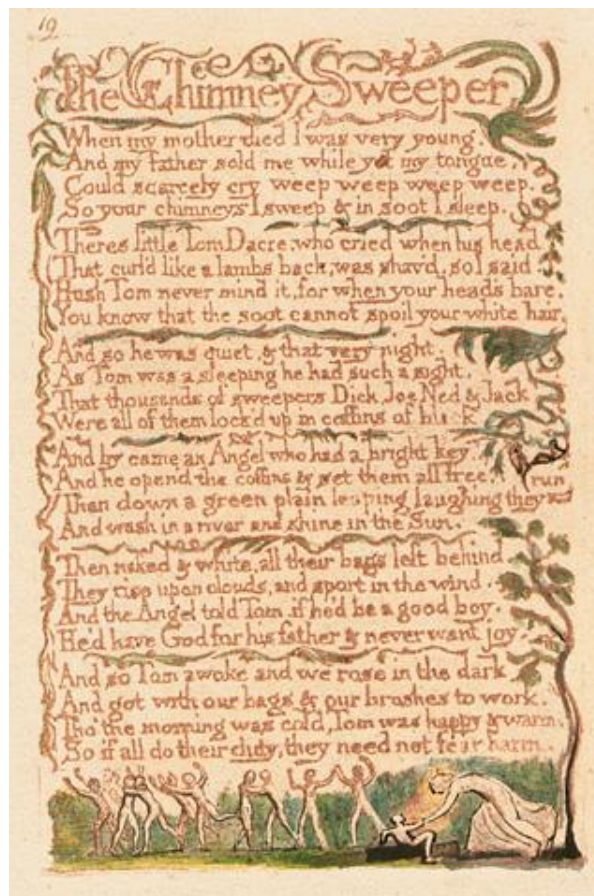 19
The Chimney Sweeper
When my mother died I was very young.
And my father sold me while yet my tongue,
Could scarcely cry weep weep weep weep.
So your chimneys I sweep & in soot I sleep.
Theres little Tom Dacre, who cried when his head
That curl'd like a lambs back, was shav'd, so I said.
Hush Tom never mind it, for when your head's bare,
You know that the soot cannot spoil your white hair.
And so he was quiet, & that very night.
As Tom was a sleeping he had such a sight.
That thousands of sweepers Dick, Joe, Ned & Jack
Were all of them lock'd up in coffins of
And by came an Angel who had a bright key.
And he open'd the coffins & set them all free.
Then down a green plain leaping laughing they run
And wash in a river and shine in the Sun.
Then naked & white, all their bags left behind.
They rise upon clouds, and sport in the wind.
And the Angel told Tom, if he'd be a good boy.
He'd have God for his father & never want joy.
And so Tom awoke and we rose in the dark
And got with our bags & our brushes to work.
Tho' the morning was cold, Tom was happy & warm.
So if all do their duty, they need not fear harm.